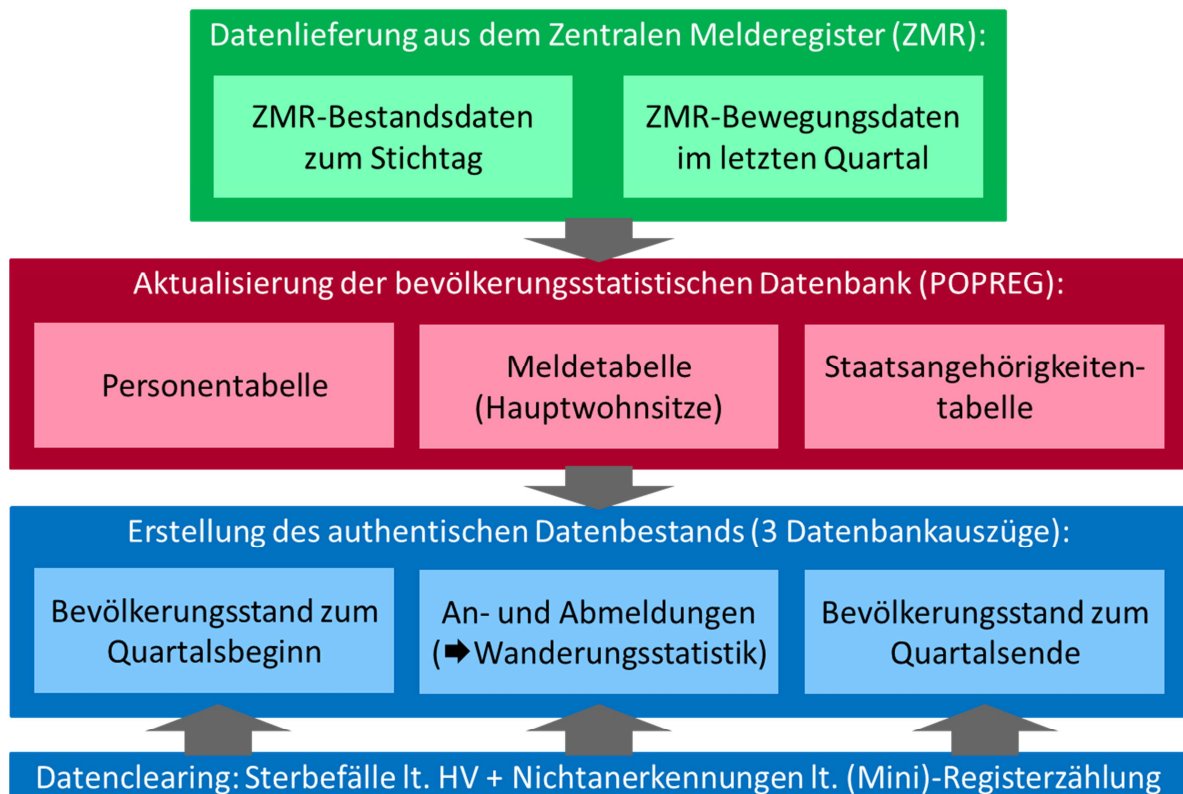 Datenlieferung aus dem Zentralen Melderegister (ZMR):
ZMR-Bestandsdaten
zum Stichtag
ZMR-Bewegungsdaten
im letzten Quartal
Aktualisierung der bevölkerungsstatistischen Datenbank (POPREG):
Personentabelle
Meldetabelle
(Hauptwohnsitze)
Staatsangehörigkeiten-
tabelle
Erstellung des authentischen Datenbestands (3 Datenbankauszüge):
Bevölkerungsstand zum
Quartalsbeginn
An- und Abmeldungen
(➡Wanderungsstatistik)
Bevölkerungsstand zum
Quartalsende
Datenclearing: Sterbefälle lt. HV + Nichtanerkennungen lt. (Mini)-Registerzählung